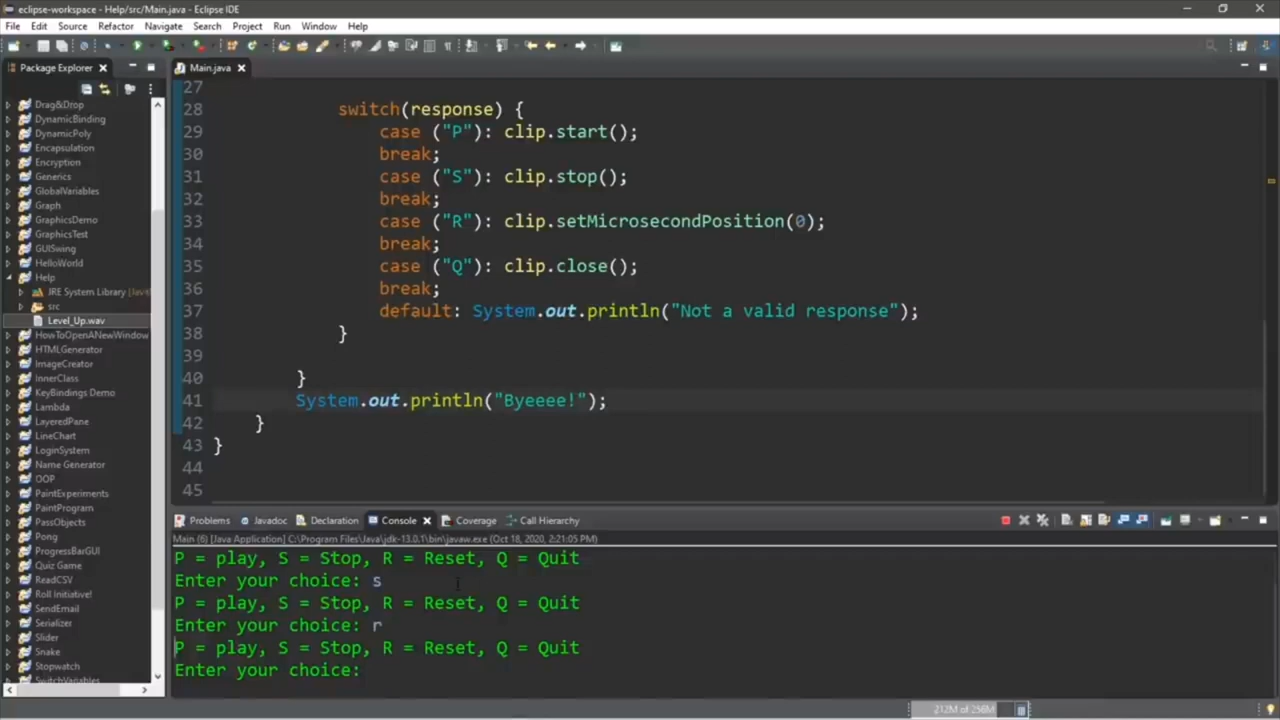 eclipse-workspace - Help/src/Main.java - Eclipse IDE
File Edit Source Refactor Navigate Search Project Run Window Help
Package Explorer
Main.java
Drag&Drop
DynamicBinding
DynamicPoly
Encapsulation
Encryption
Generics
GlobalVariables
Graph
GraphicsDemo
GraphicsTest
GUISwing
HelloWorld
Help
JRE System Library
src
Level_Up.wav
HowToOpenANewWindow
HTMLGenerator
ImageCreator
InnerClass
KeyBindings Demo
Lambda
LayeredPane
LineChart
LoginSystem
Name Generator
OOP
PaintExperiments
PaintProgram
PassObjects
Pong
ProgressBarGUI
Quiz Game
ReadCSV
Roll Initiative!
SendEmail
Serializer
Slider
Snake
Stopwatch
SwitchVariables
27
28 switch(response) {
29 case ("P"): clip.start();
30 break;
31 case ("S"): clip.stop();
32 break;
33 case ("R"): clip.setMicrosecondPosition(0);
34 break;
35 case ("Q"): clip.close();
36 break;
37 default: System.out.println("Not a valid response");
38 }
39
40 }
41 System.out.println("Byeeee!");
42 }
43 }
44
45
Problems Javadoc Declaration Console Coverage Call Hierarchy
Main (6) [Java Application] C:\Program Files\Java\jdk-13.0.1\bin\javaw.exe (Oct 18, 2020, 2:21:05 PM)
P = play, S = Stop, R = Reset, Q = Quit
Enter your choice: s
P = play, S = Stop, R = Reset, Q = Quit
Enter your choice: r
P = play, S = Stop, R = Reset, Q = Quit
Enter your choice:
212M of 256M